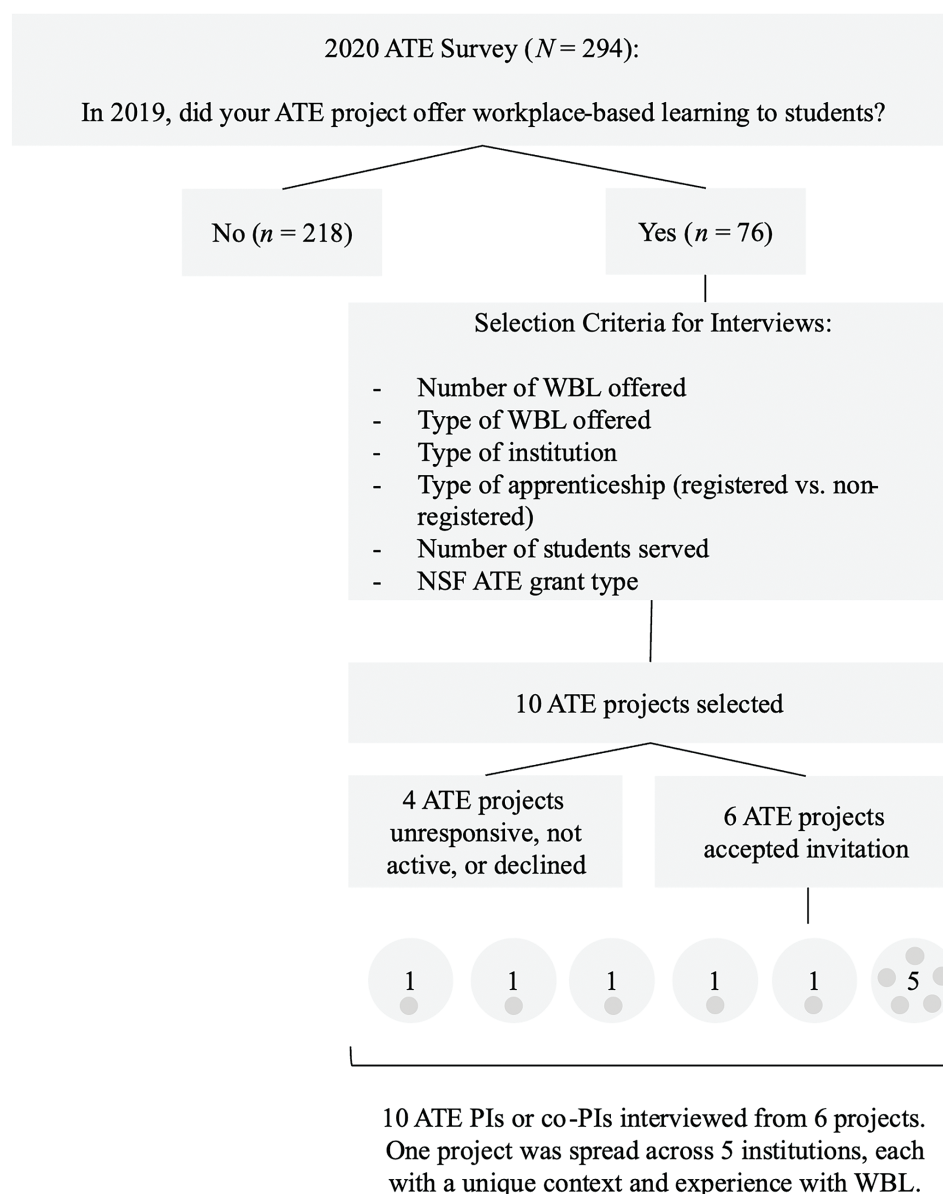 2020 ATE Survey (N = 294):
In 2019, did your ATE project offer workplace-based learning to students?
No (n = 218)
Yes (n = 76)
Selection Criteria for Interviews:
- Number of WBL offered
- Type of WBL offered
- Type of institution
- Type of apprenticeship (registered vs. non-
registered)
- Number of students served
- NSF ATE grant type
10 ATE projects selected
4 ATE projects
unresponsive, not
active, or declined
6 ATE projects
accepted invitation
1 1 1 1 1 5
10 ATE PIs or co-PIs interviewed from 6 projects.
One project was spread across 5 institutions, each
with a unique context and experience with WBL.